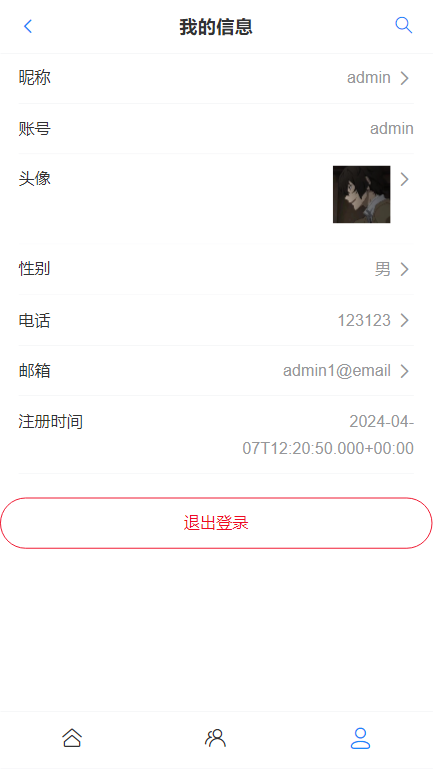 我的信息
昵称 admin
账号 admin
头像
性别 男
电话 123123
邮箱 admin1@email
注册时间 2024-04-
07T12:20:50.000+00:00
退出登录